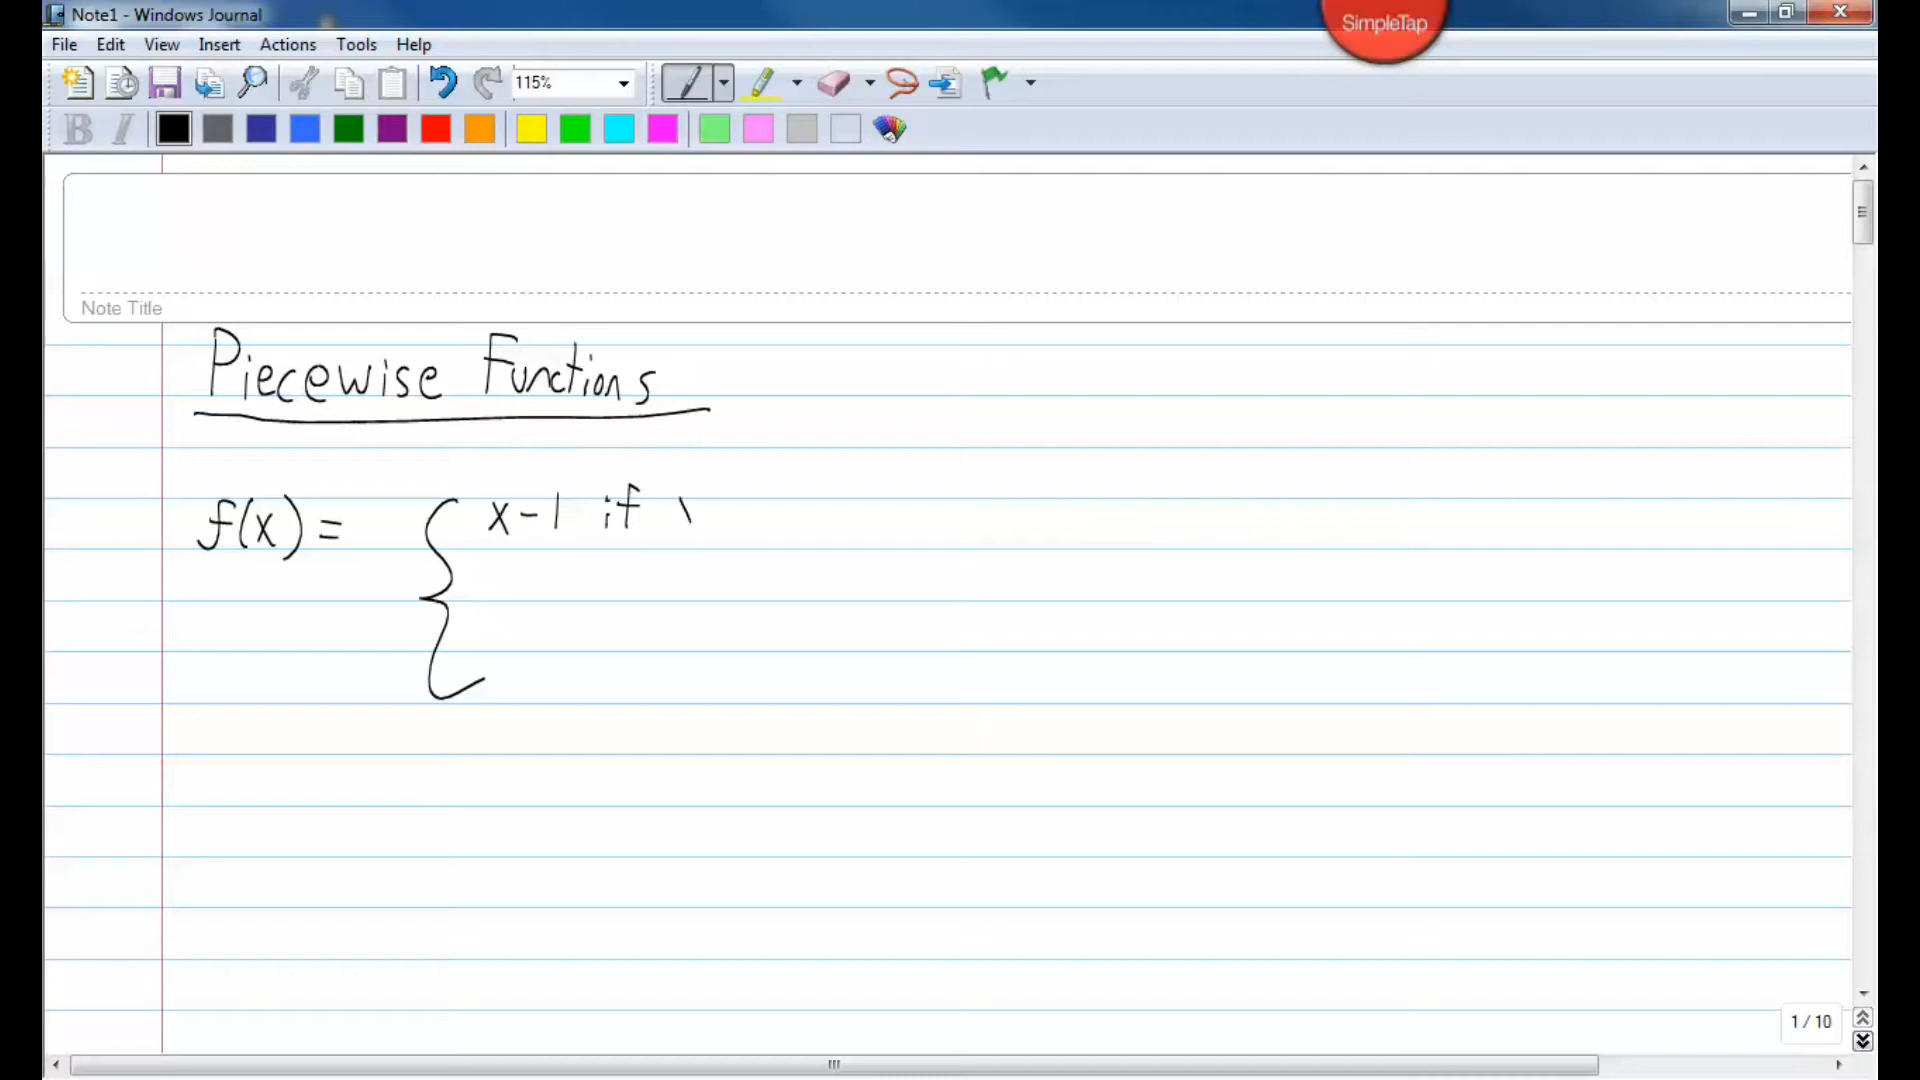 Note1 - Windows Journal
SimpleTap
File Edit View Insert Actions Tools Help
115%
B I
Note Title
Piecewise Functions
f(x) = { x-1 if \
1 / 10